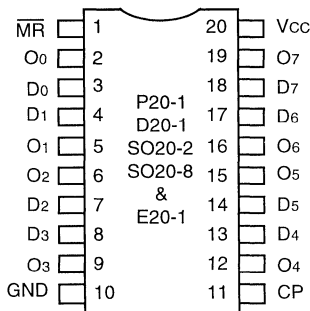 M̅R̅ 1 20 Vcc
O0 2 19 O7
D0 3 18 D7
D1 4 17 D6
O1 5 16 O6
O2 6 15 O5
D2 7 14 D5
D3 8 13 D4
O3 9 12 O4
GND 10 11 CP
P20-1
D20-1
SO20-2
SO20-8
&
E20-1